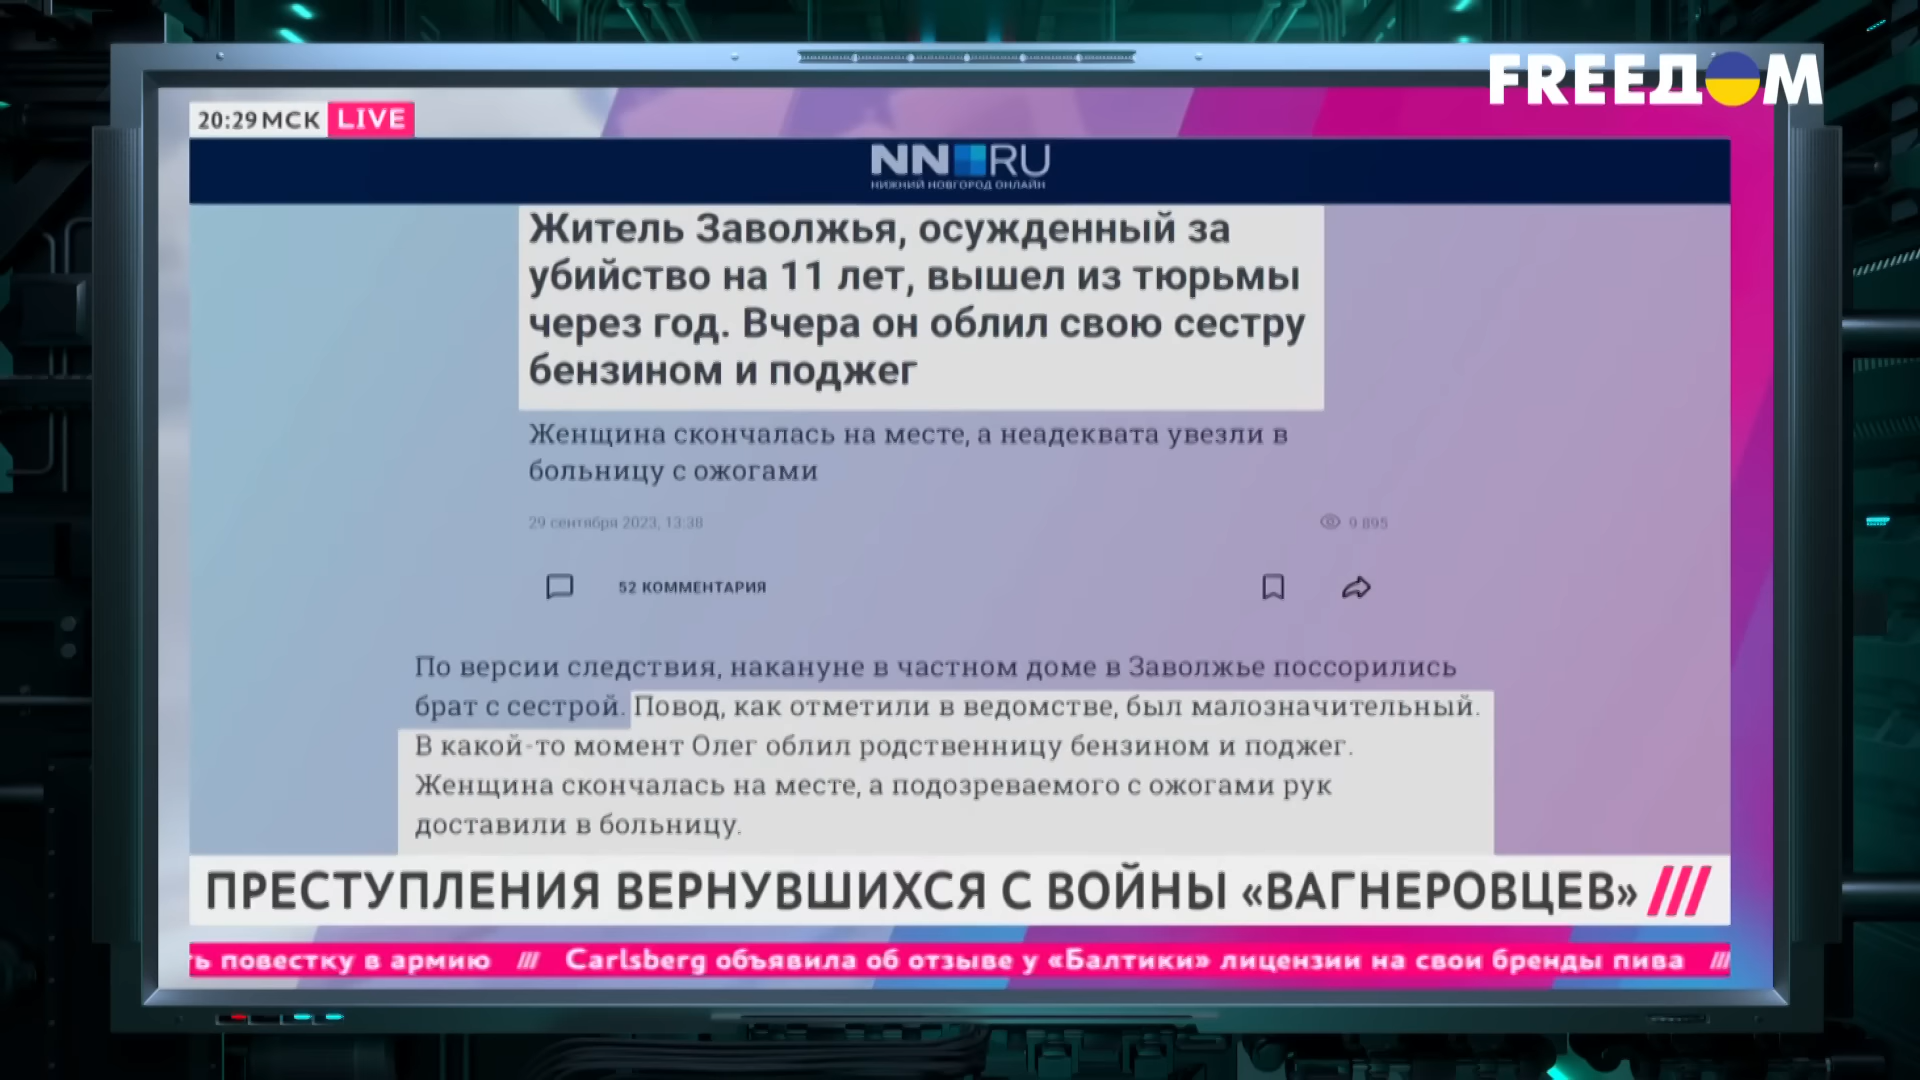 FREEДОМ
20:29 МСК LIVE
NN RU
НИЖНИЙ НОВГОРОД ОНЛАЙН
Житель Заволжья, осужденный за
убийство на 11 лет, вышел из тюрьмы
через год. Вчера он облил свою сестру
бензином и поджег
Женщина скончалась на месте, а неадеквата увезли в
больницу с ожогами
29 сентября 2023, 13:38
9 895
52 КОММЕНТАРИЯ
По версии следствия, накануне в частном доме в Заволжье поссорились
брат с сестрой. Повод, как отметили в ведомстве, был малозначительный.
В какой-то момент Олег облил родственницу бензином и поджег.
Женщина скончалась на месте, а подозреваемого с ожогами рук
доставили в больницу.
ПРЕСТУПЛЕНИЯ ВЕРНУВШИХСЯ С ВОЙНЫ «ВАГНЕРОВЦЕВ» ///
ь повестку в армию /// Carlsberg объявила об отзыве у «Балтики» лицензии на свои бренды пива ///